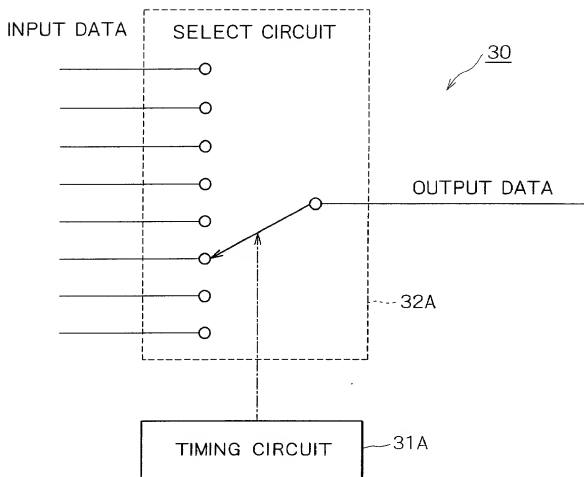 INPUT DATA
SELECT CIRCUIT
30
OUTPUT DATA
32A
TIMING CIRCUIT
31A